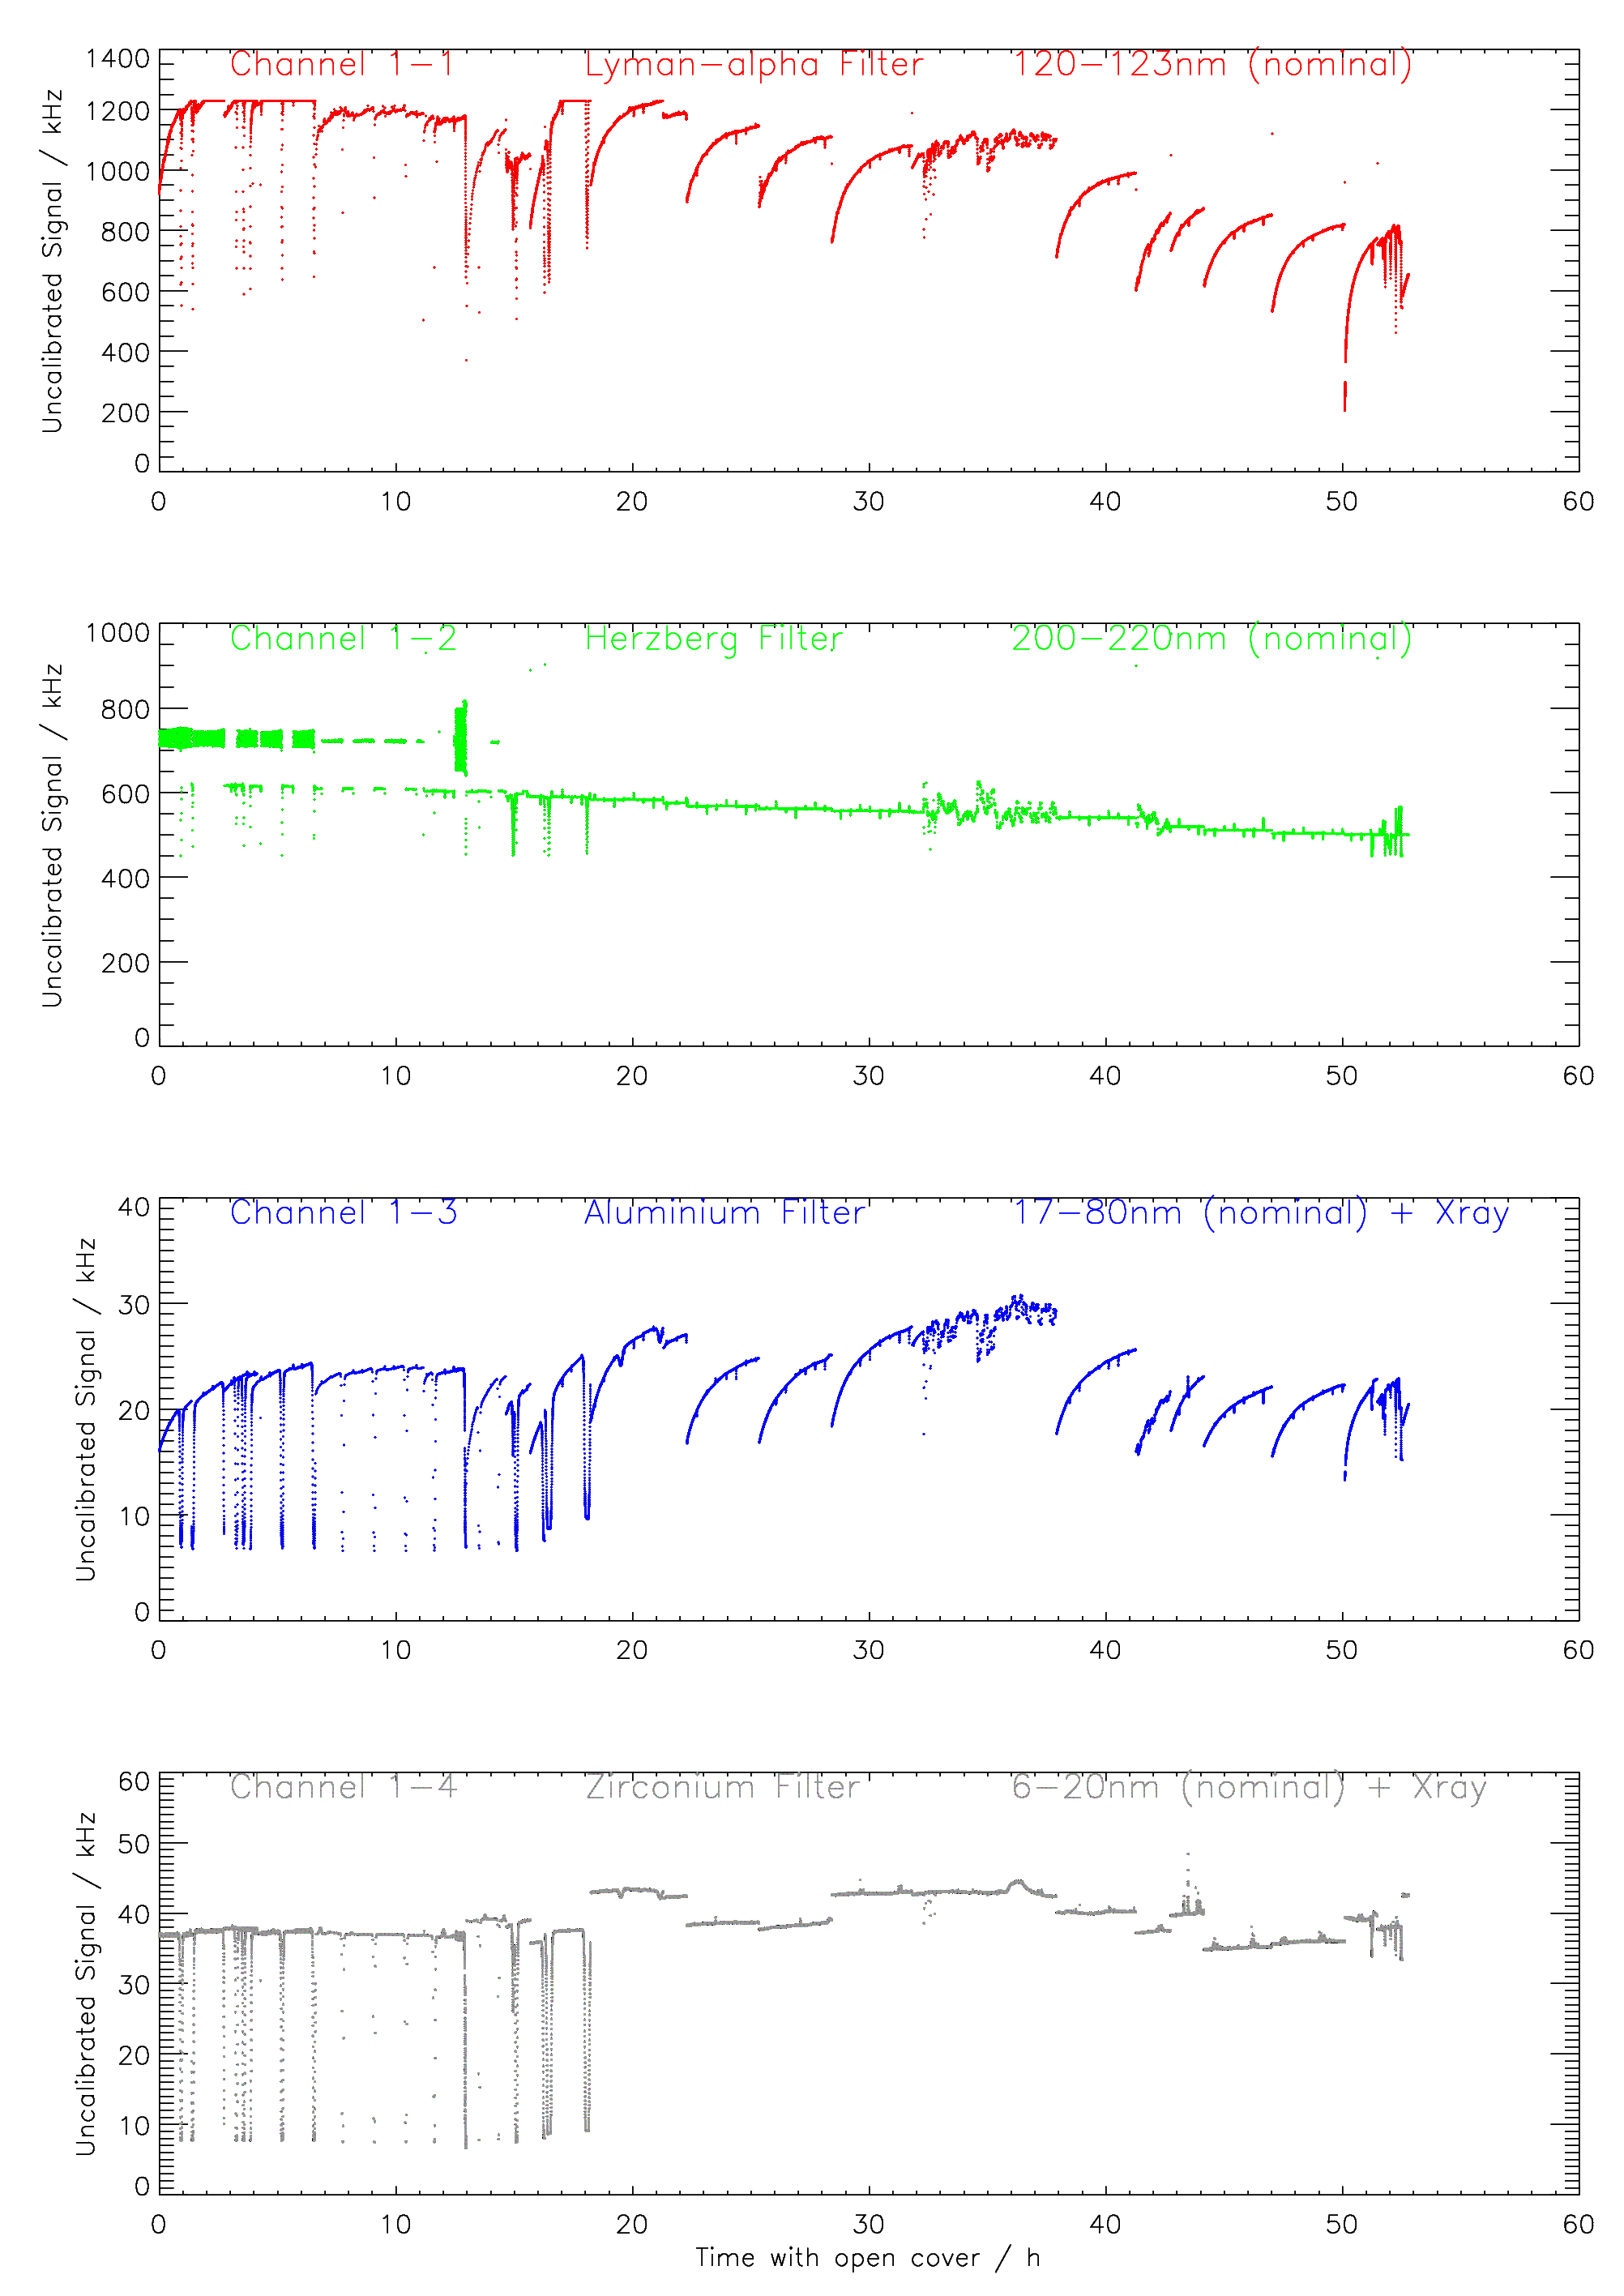 Channel 1-1 Lyman-alpha Filter 120-123nm (nominal)
1400
1200
1000
800
600
400
200
0
Uncalibrated Signal / kHz
0 10 20 30 40 50 60
Channel 1-2 Herzberg Filter 200-220nm (nominal)
1000
800
600
400
200
0
Uncalibrated Signal / kHz
0 10 20 30 40 50 60
Channel 1-3 Aluminium Filter 17-80nm (nominal) + Xray
40
30
20
10
0
Uncalibrated Signal / kHz
0 10 20 30 40 50 60
Channel 1-4 Zirconium Filter 6-20nm (nominal) + Xray
60
50
40
30
20
10
0
Uncalibrated Signal / kHz
0 10 20 30 40 50 60
Time with open cover / h